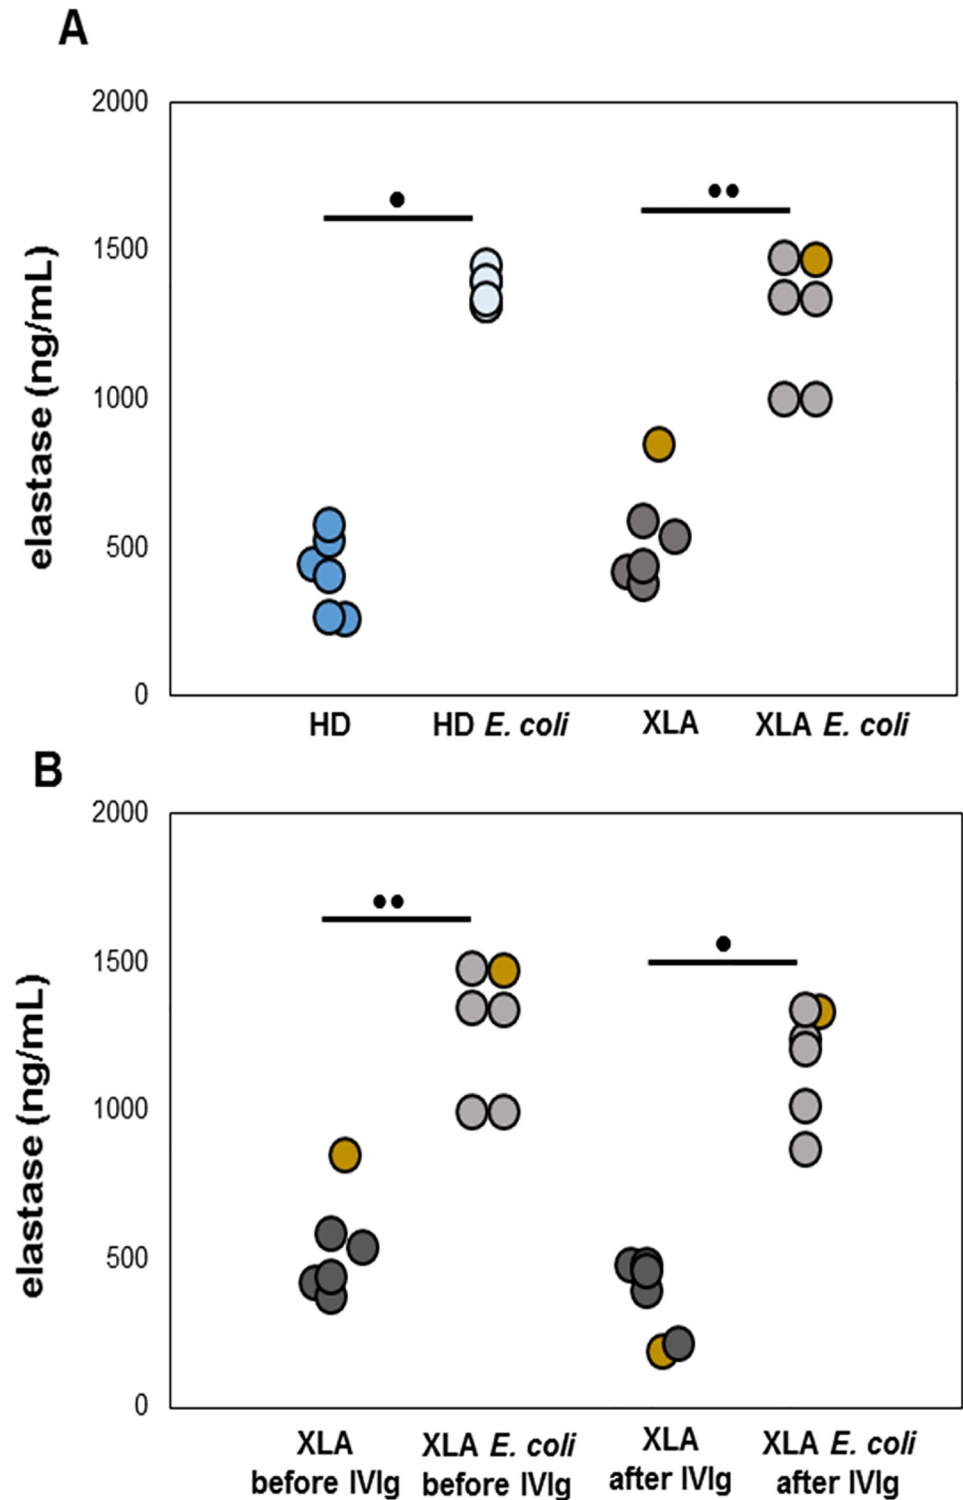 A
2000
1500
1000
500
0
elastase (ng/mL)
HD
HD E. coli
XLA
XLA E. coli
B
2000
1500
1000
500
0
elastase (ng/mL)
XLA
before IVIg
XLA E. coli
before IVIg
XLA
after IVIg
XLA E. coli
after IVIg